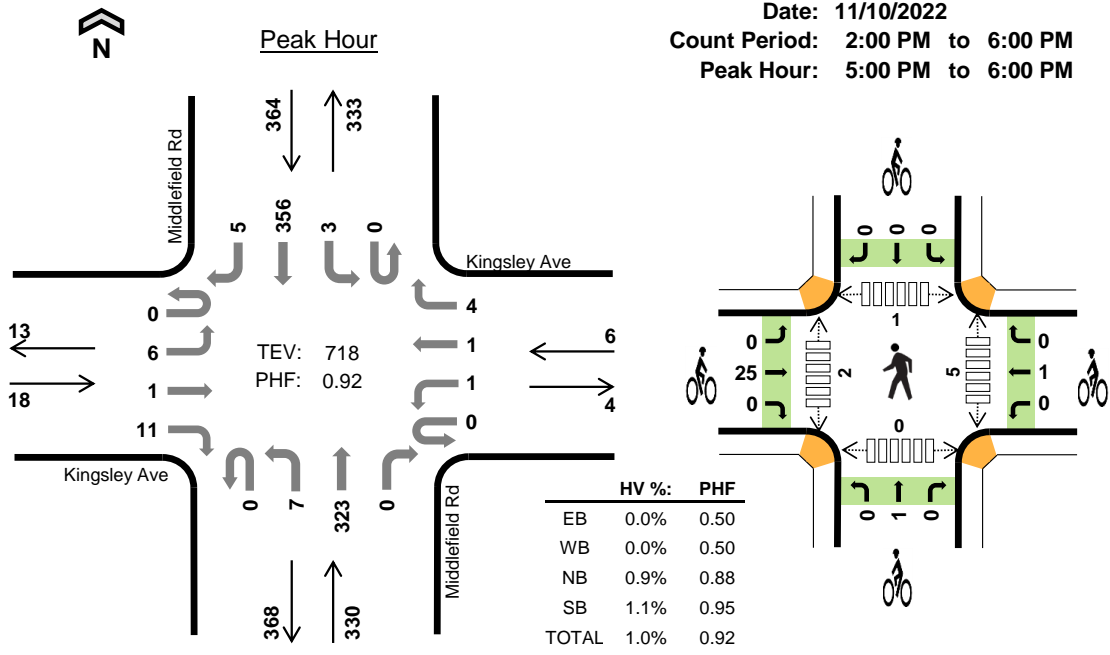 N
Peak Hour
Date: 11/10/2022
Count Period: 2:00 PM to 6:00 PM
Peak Hour: 5:00 PM to 6:00 PM
364
333
Middlefield Rd
5
356
3
0
Kingsley Ave
0
6
1
11
4
1
1
0
13
18
6
4
TEV: 718
PHF: 0.92
Kingsley Ave
0
7
323
0
Middlefield Rd
368
330
0
0
0
1
0
25
0
2
5
0
1
0
0
0
1
0
HV %: PHF
EB 0.0% 0.50
WB 0.0% 0.50
NB 0.9% 0.88
SB 1.1% 0.95
TOTAL 1.0% 0.92